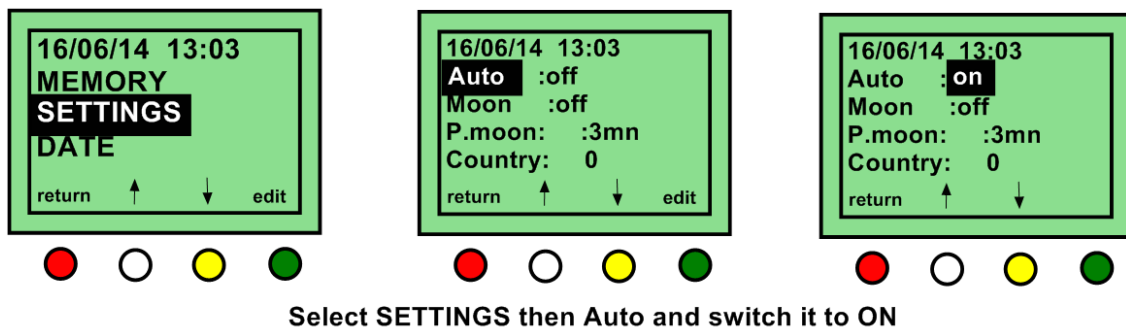 16/06/14 13:03
MEMORY
SETTINGS
DATE
return ↑ ↓ edit
16/06/14 13:03
Auto :off
Moon :off
P.moon: :3mn
Country: 0
return ↑ ↓ edit
16/06/14 13:03
Auto : on
Moon :off
P.moon: :3mn
Country: 0
return ↑ ↓
Select SETTINGS then Auto and switch it to ON